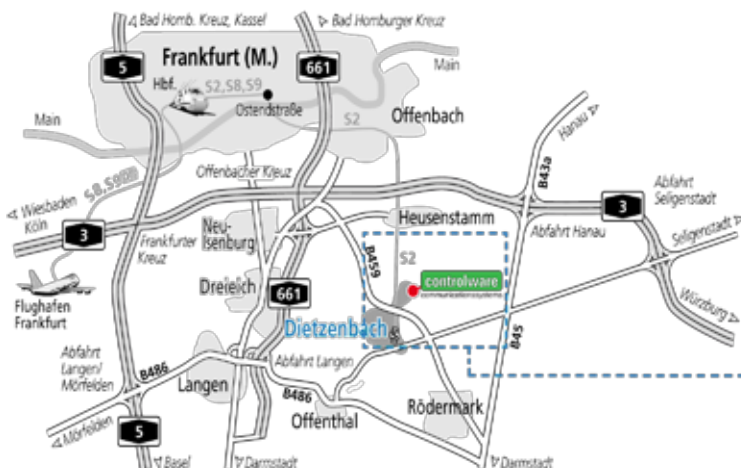 Bad Homb. Kreuz, Kassel
Bad Homburger Kreuz
5
Frankfurt (M.)
661
Main
Hbf.
S2,S8,S9
Ostendstraße
Main
S2
Offenbach
Hanau
B43a
Offenbacher Kreuz
S8,S9
Wiesbaden
Köln
Abfahrt
Seligenstadt
3
3
Heusenstamm
Abfahrt Hanau
Seligenstadt
Neu-
Isenburg
Frankfurter
Kreuz
B459
S2
controlware
communicationssystems
Flughafen
Frankfurt
Dreieich
661
Würzburg
Dietzenbach
B45
Abfahrt
Langen/
Mörfelden
B486
Abfahrt Langen
Langen
B486
Offenthal
Rödermark
Mörfelden
5
Basel
Darmstadt
Darmstadt